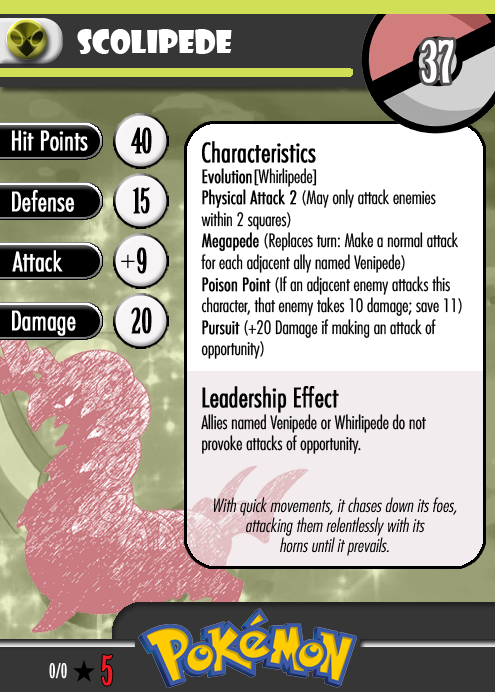 SCOLIPEDE
37
Hit Points 40
Defense 15
Attack +9
Damage 20
Characteristics
Evolution[Whirlipede]
Physical Attack 2 (May only attack enemies
within 2 squares)
Megapede (Replaces turn: Make a normal attack
for each adjacent ally named Venipede)
Poison Point (If an adjacent enemy attacks this
character, that enemy takes 10 damage; save 11)
Pursuit (+20 Damage if making an attack of
opportunity)
Leadership Effect
Allies named Venipede or Whirlipede do not
provoke attacks of opportunity.
With quick movements, it chases down its foes,
attacking them relentlessly with its
horns until it prevails.
0/0 ★ 5
POKéMON